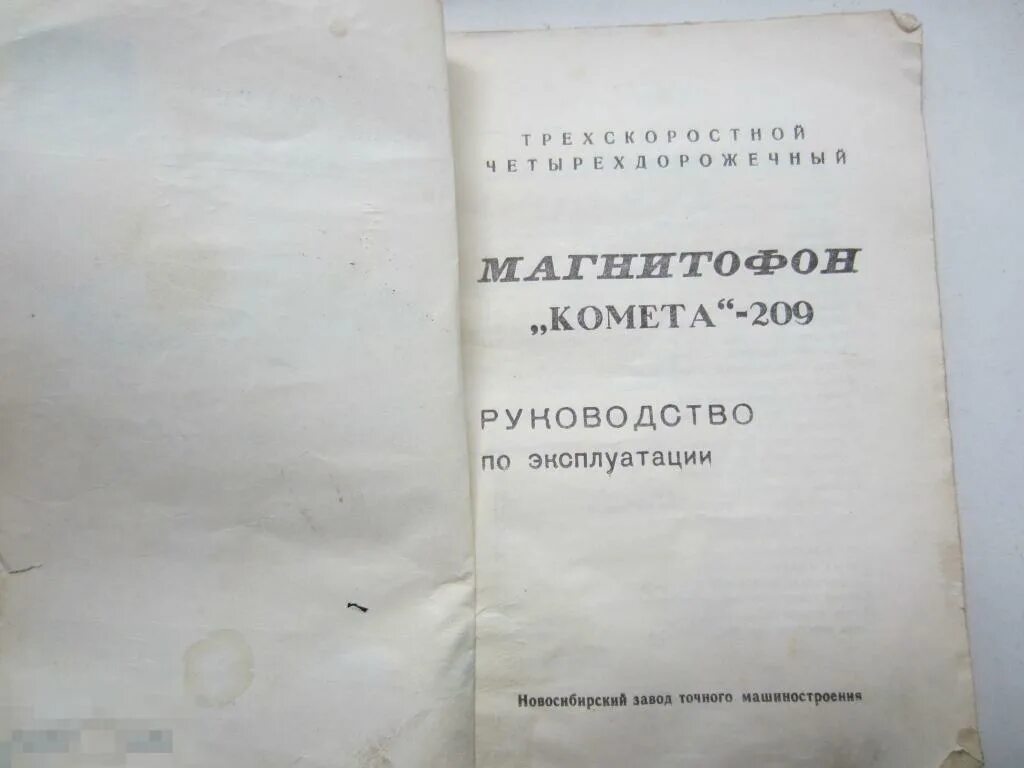 ТРЕХСКОРОСТНОЙ
ЧЕТЫРЕХДОРОЖЕЧНЫЙ
МАГНИТОФОН
„КОМЕТА“-209
РУКОВОДСТВО
по эксплуатации
Новосибирский завод точного машиностроения